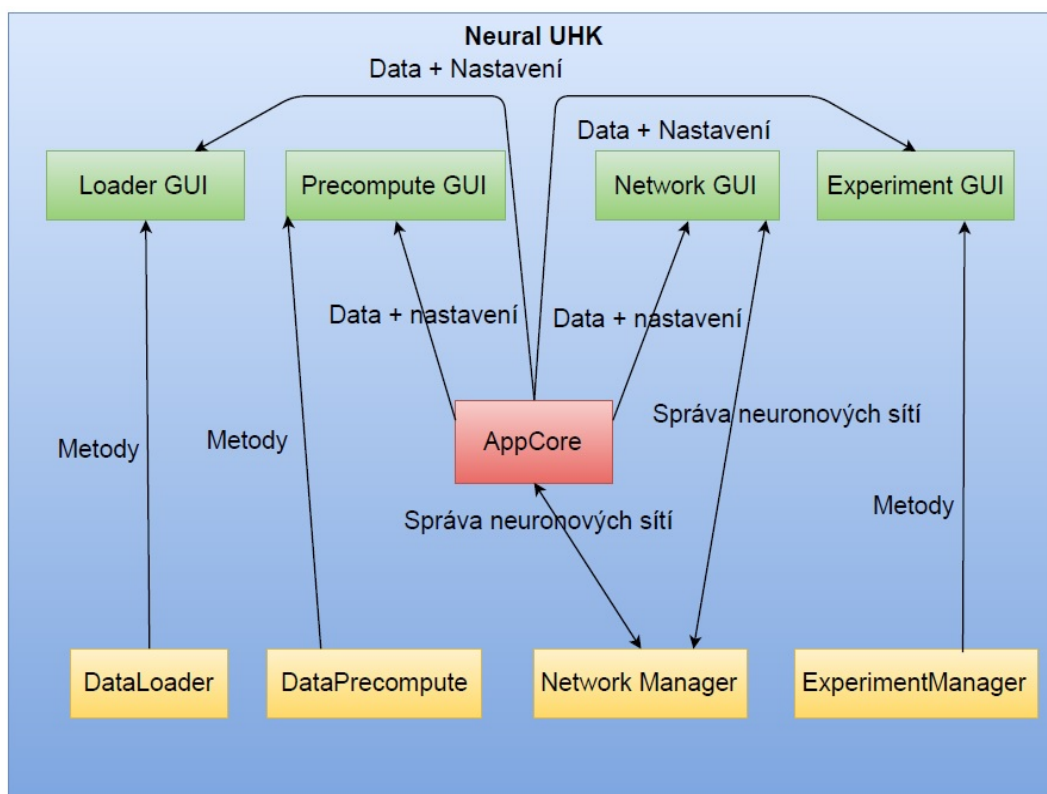 Neural UHK
Data + Nastavení
Data + Nastavení
Loader GUI
Precompute GUI
Network GUI
Experiment GUI
Data + nastavení
Data + nastavení
Správa neuronových sítí
AppCore
Metody
Metody
Metody
Správa neuronových sítí
DataLoader
DataPrecompute
Network Manager
ExperimentManager